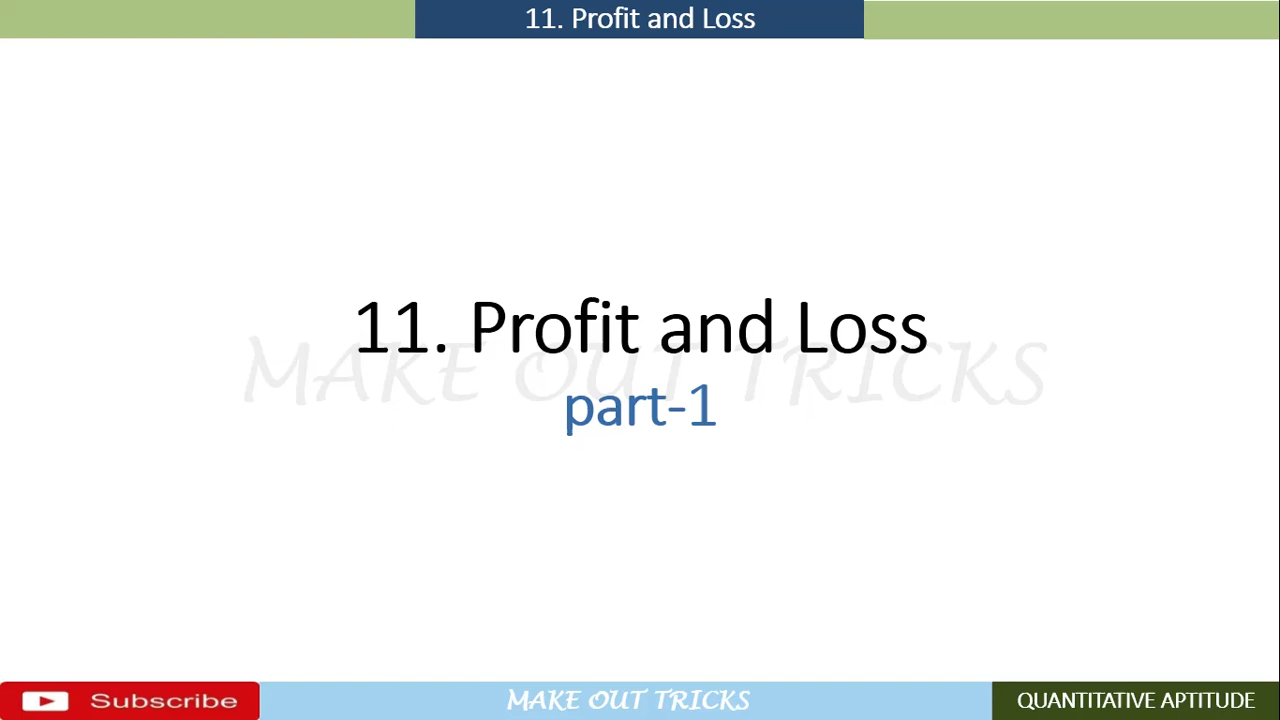 11. Profit and Loss
11. Profit and Loss
MAKE OUT TRICKS
part-1
Subscribe
MAKE OUT TRICKS
QUANTITATIVE APTITUDE